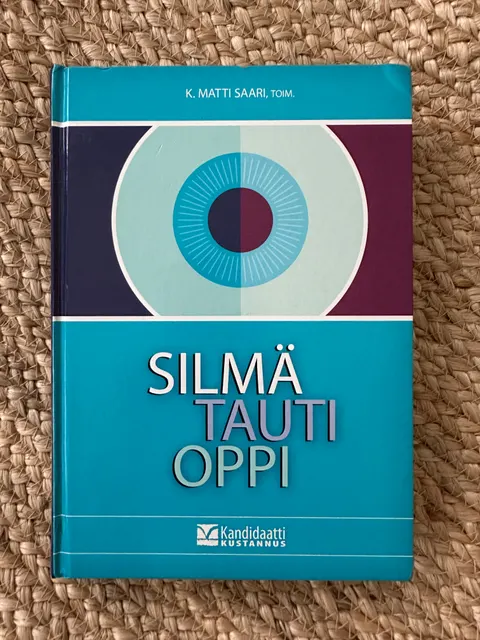 K. MATTI SAARI, TOIM.
SILMÄ
TAUTI
OPPI
Kandidaatti
KUSTANNUS